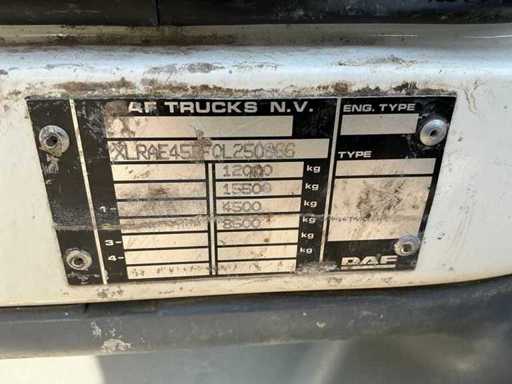 AF TRUCKS N.V.
ENG. TYPE
TYPE
12000 kg
15500 kg
1- 4500 kg
8500 kg
3- kg
4- kg
DAF